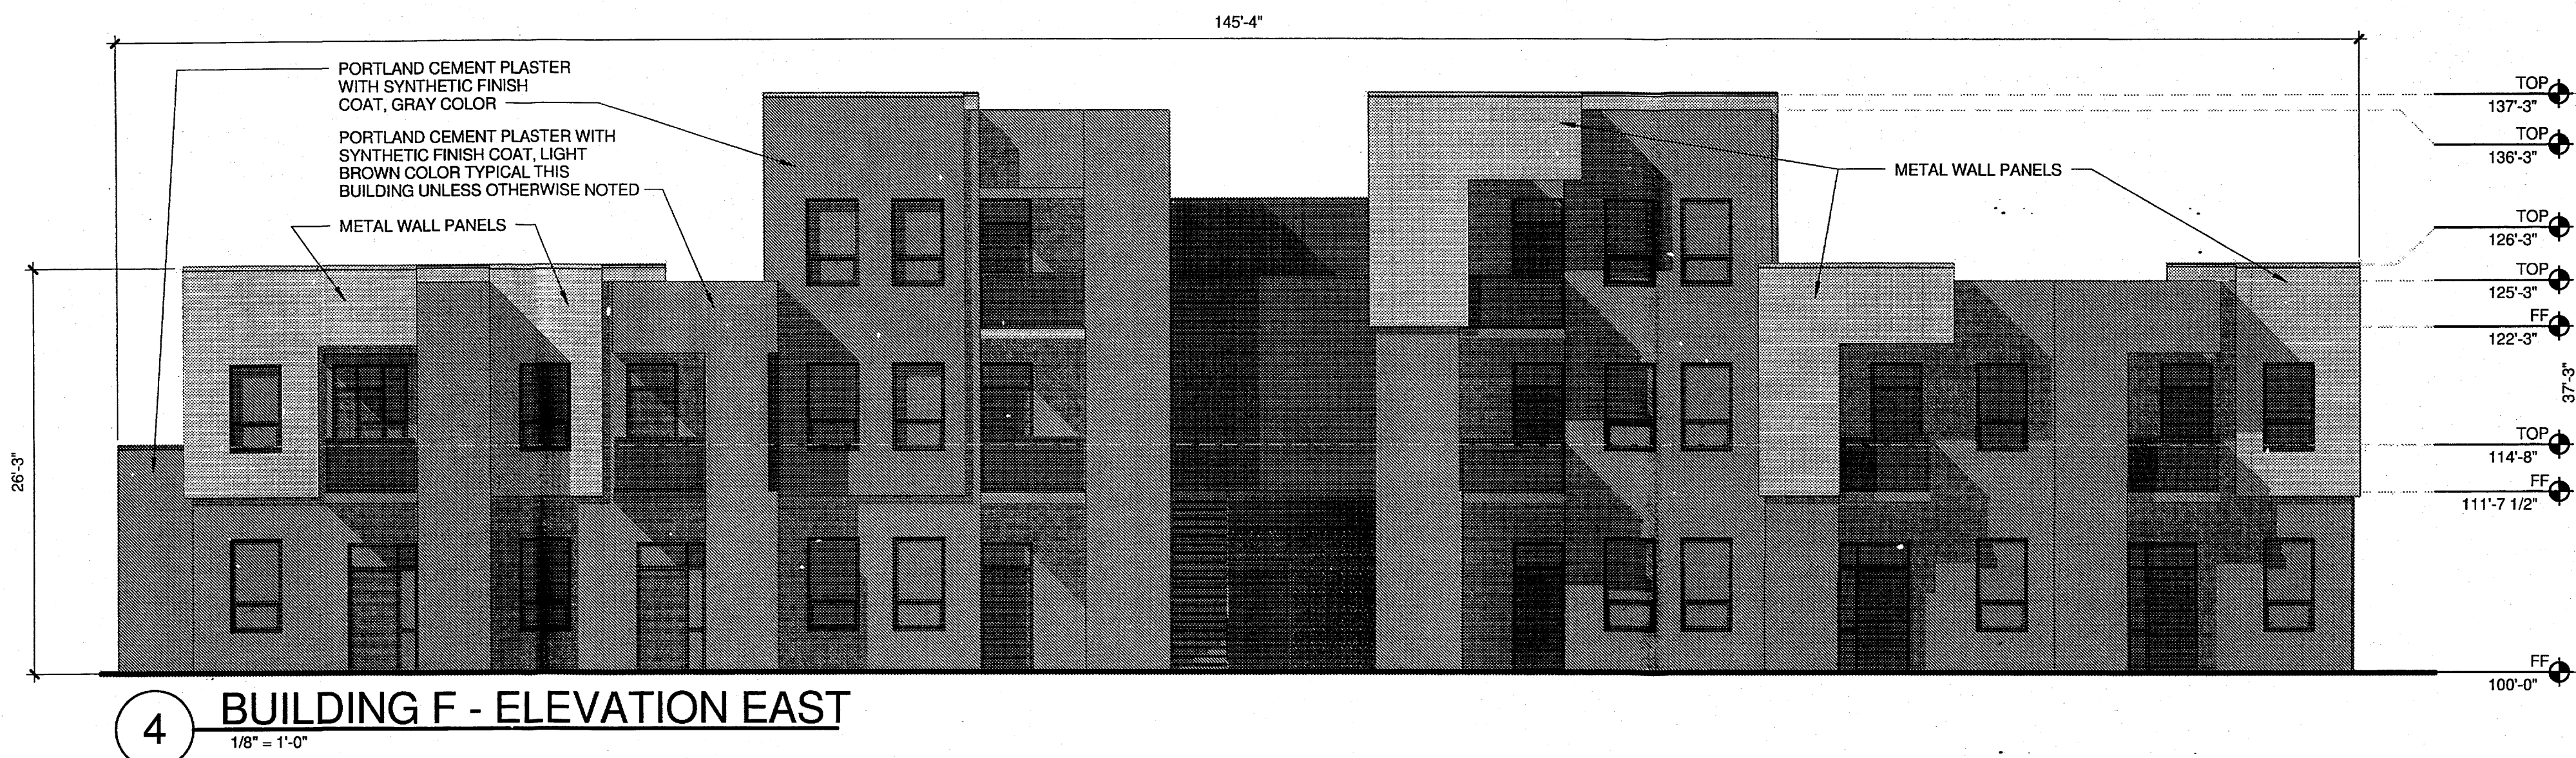 145'-4"
PORTLAND CEMENT PLASTER
WITH SYNTHETIC FINISH
COAT, GRAY COLOR
PORTLAND CEMENT PLASTER WITH
SYNTHETIC FINISH COAT, LIGHT
BROWN COLOR TYPICAL THIS
BUILDING UNLESS OTHERWISE NOTED
METAL WALL PANELS
METAL WALL PANELS
TOP
137'-3"
TOP
136'-3"
TOP
126'-3"
TOP
125'-3"
FF
122'-3"
37'-3"
TOP
114'-8"
FF
111'-7 1/2"
FF
100'-0"
26'-3"
4
BUILDING F - ELEVATION EAST
1/8" = 1'-0"